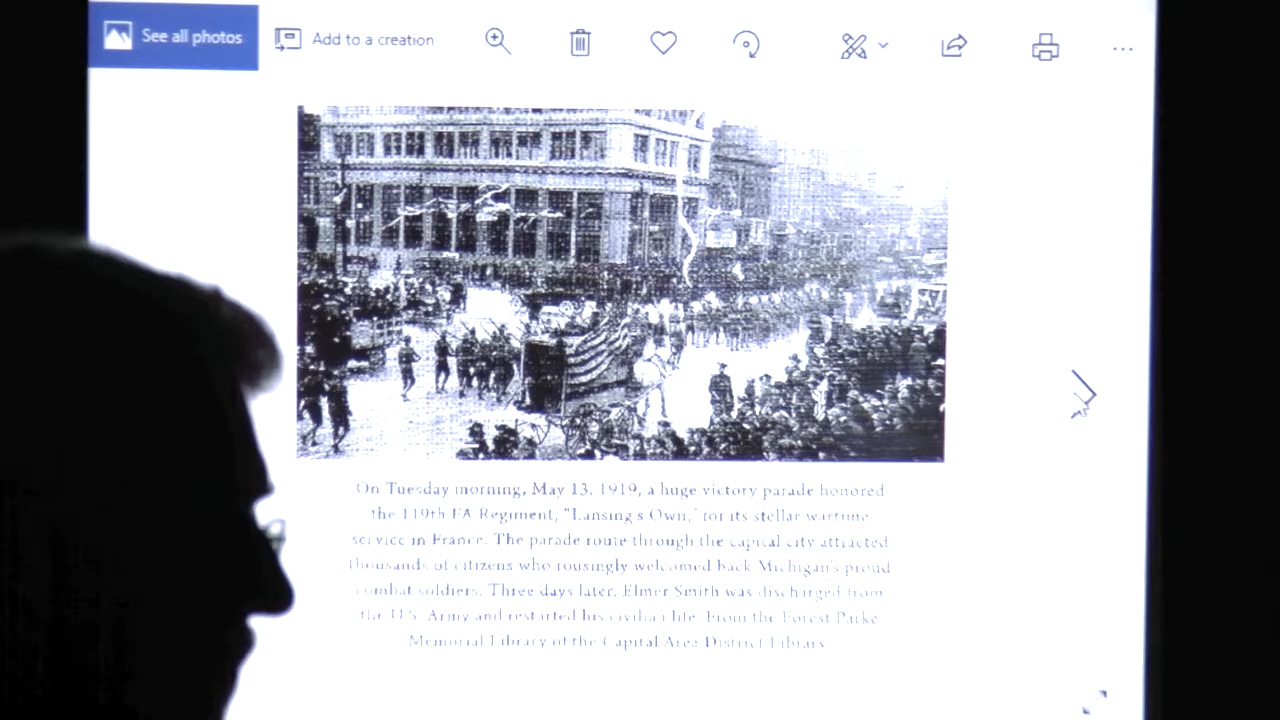 See all photos
Add to a creation
On Tuesday morning, May 13, 1919, a huge victory parade honored
the 119th FA Regiment, "Lansing's Own," for its stellar wartime
service in France. The parade route through the capital city attracted
thousands of citizens who rousingly welcomed back Michigan's proud
combat soldiers. Three days later, Elmer Smith was discharged from
the U.S. Army and restarted his civilian life. From the Forest Parke
Memorial Library of the Capital Area District Library